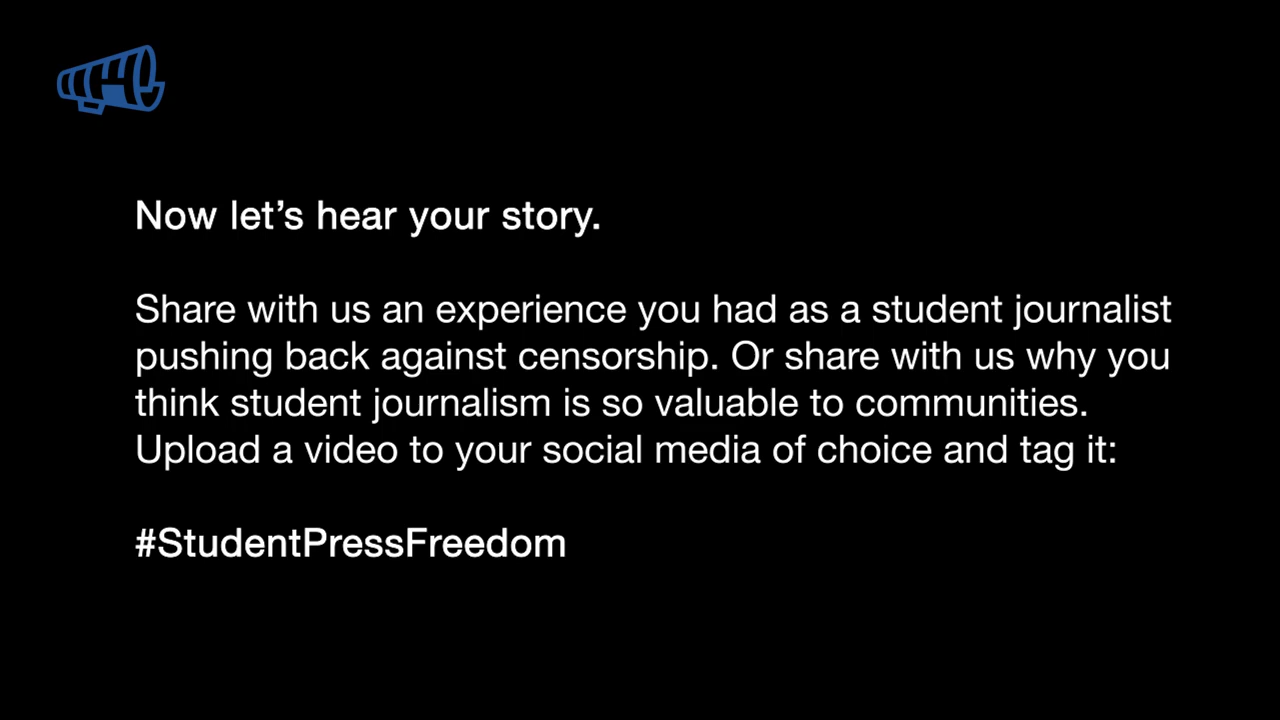 Now let’s hear your story.
Share with us an experience you had as a student journalist
pushing back against censorship. Or share with us why you
think student journalism is so valuable to communities.
Upload a video to your social media of choice and tag it:
#StudentPressFreedom